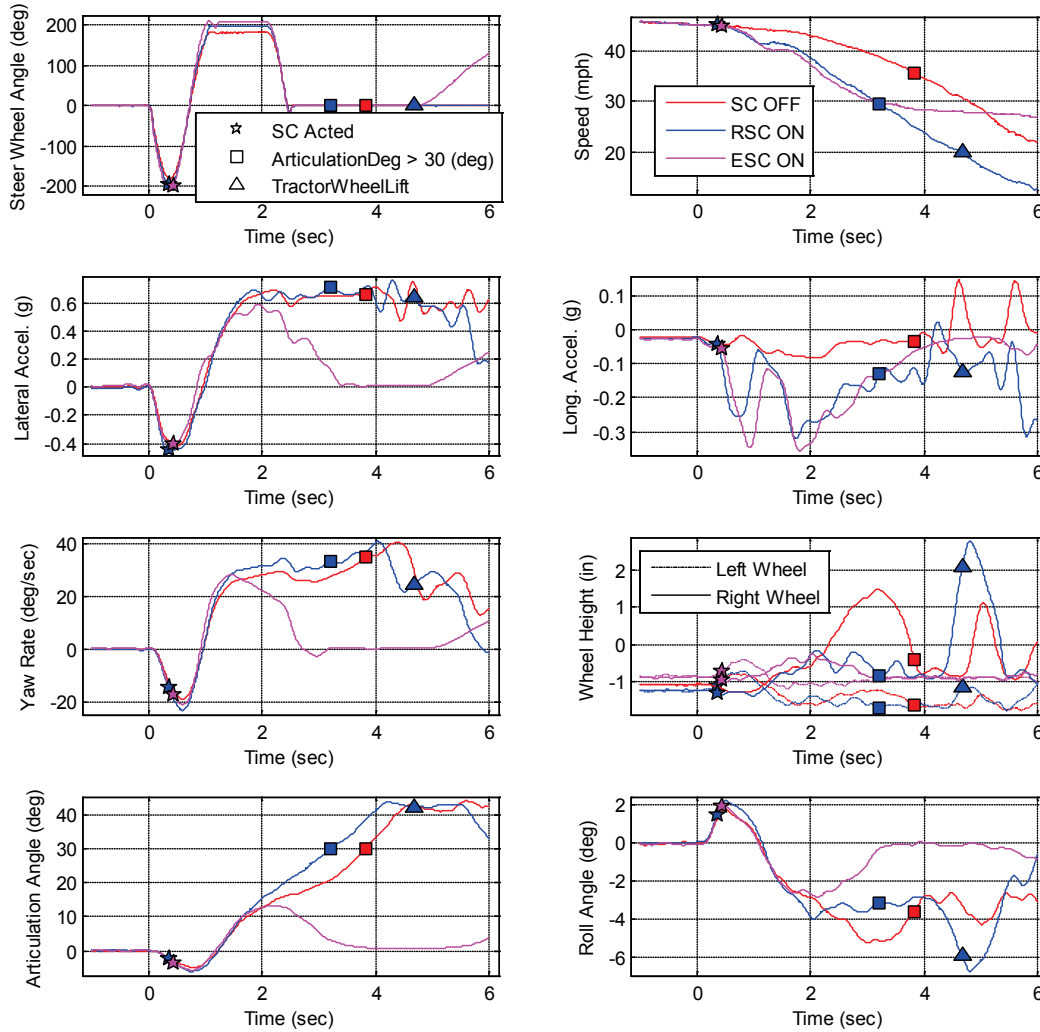 Steer Wheel Angle (deg)
200
100
0
-100
-200
SC Acted
ArticulationDeg > 30 (deg)
TractorWheelLift
0 2 4 6
Time (sec)
Speed (mph)
40
30
20
SC OFF
RSC ON
ESC ON
0 2 4 6
Time (sec)
Lateral Accel. (g)
0.6
0.4
0.2
0
-0.2
-0.4
0 2 4 6
Time (sec)
Long. Accel. (g)
0.1
0
-0.1
-0.2
-0.3
0 2 4 6
Time (sec)
Yaw Rate (deg/sec)
40
20
0
-20
0 2 4 6
Time (sec)
Wheel Height (in)
2
1
0
-1
Left Wheel
Right Wheel
0 2 4 6
Time (sec)
Articulation Angle (deg)
40
30
20
10
0
0 2 4 6
Time (sec)
Roll Angle (deg)
2
0
-2
-4
-6
0 2 4 6
Time (sec)